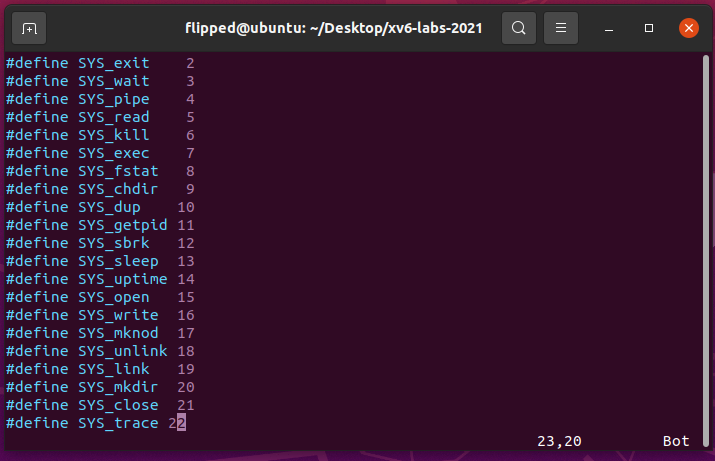 flipped@ubuntu: ~/Desktop/xv6-labs-2021
#define SYS_exit    2
#define SYS_wait    3
#define SYS_pipe    4
#define SYS_read    5
#define SYS_kill    6
#define SYS_exec    7
#define SYS_fstat   8
#define SYS_chdir   9
#define SYS_dup    10
#define SYS_getpid 11
#define SYS_sbrk   12
#define SYS_sleep  13
#define SYS_uptime 14
#define SYS_open   15
#define SYS_write  16
#define SYS_mknod  17
#define SYS_unlink 18
#define SYS_link   19
#define SYS_mkdir  20
#define SYS_close  21
#define SYS_trace 22
23,20 Bot